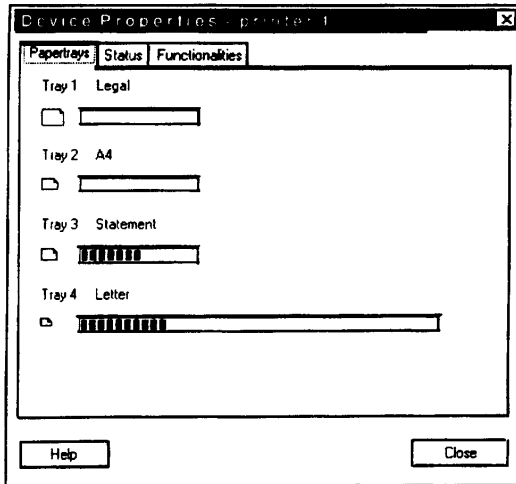 Device Properties - printer 1
Papertrays Status Functionalities
Tray 1 Legal
Tray 2 A4
Tray 3 Statement
Tray 4 Letter
Help Close